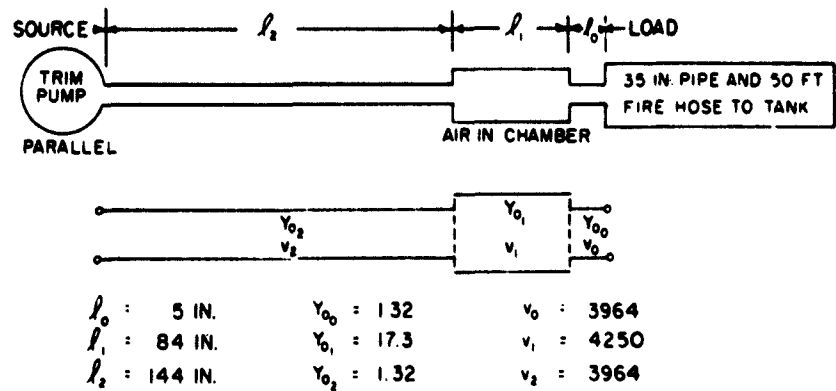 SOURCE ℓ₂ ℓ₁ ℓ₀ LOAD
TRIM
PUMP
35 IN. PIPE AND 50 FT
FIRE HOSE TO TANK
PARALLEL
AIR IN CHAMBER
Y₀₂ Y₀₁ Y₀₀
v₂ v₁ v₀
ℓ₀ : 5 IN. Y₀₀ : 1 32 v₀ : 3964
ℓ₁ : 84 IN. Y₀₁ : 17.3 v₁ : 4250
ℓ₂ : 144 IN. Y₀₂ : 1.32 v₂ : 3964